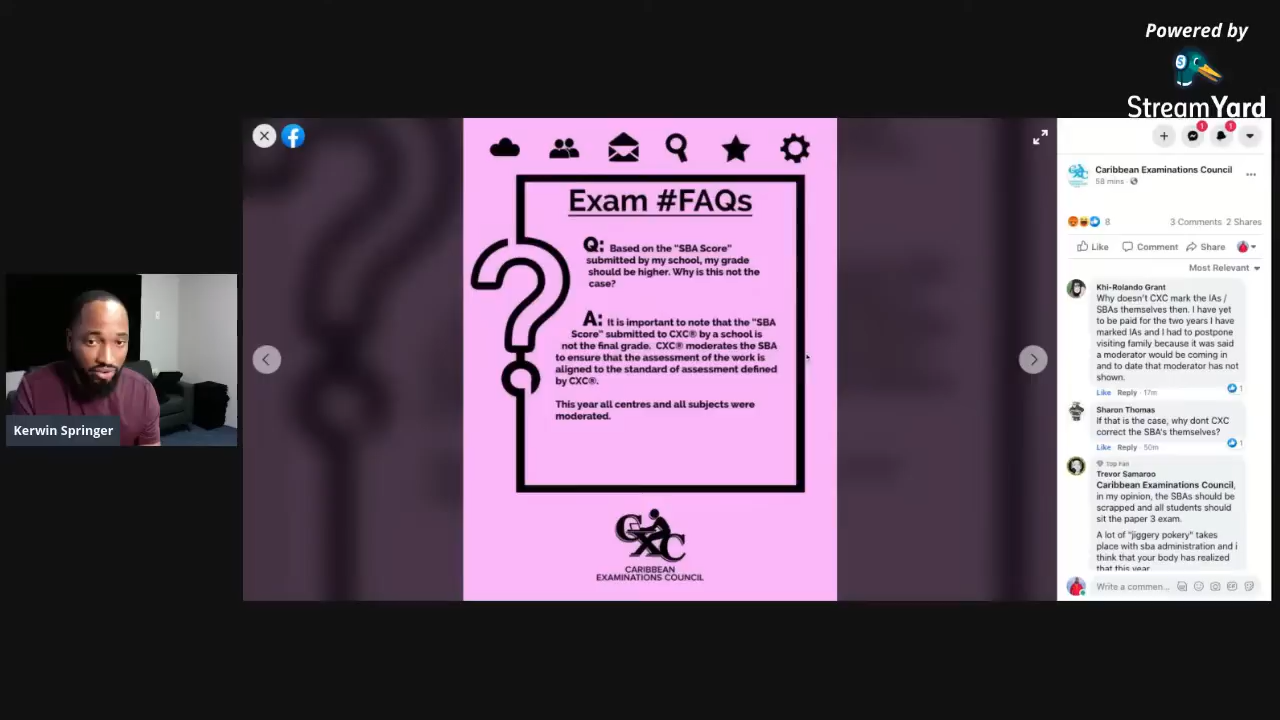 Powered by
StreamYard
Kerwin Springer
Exam #FAQs
Q: Based on the "SBA Score"
submitted by my school, my grade
should be higher. Why is this not the
case?
A: It is important to note that the "SBA
Score" submitted to CXC® by a school is
not the final grade. CXC® moderates the SBA
to ensure that the assessment of the work is
aligned to the standard of assessment defined
by CXC®.
This year all centres and all subjects were
moderated.
CXC
CARIBBEAN
EXAMINATIONS COUNCIL
1
1
Caribbean Examinations Council
58 mins
8
3 Comments 2 Shares
Like Comment Share
Most Relevant
Khi-Rolando Grant
Why doesn't CXC mark the IAs /
SBAs themselves then. I have yet
to be paid for the two years I have
marked IAs and I had to postpone
visiting family because it was said
a moderator would be coming in
and to date that moderator has not
shown.
Like Reply 17m
1
Sharon Thomas
If that is the case, why dont CXC
correct the SBA's themselves?
Like Reply 50m
1
Top Fan
Trevor Samaroo
Caribbean Examinations Council,
in my opinion, the SBAs should be
scrapped and all students should
sit the paper 3 exam.
A lot of "jiggery pokery" takes
place with sba administration and i
think that your body has realized
that this year
Write a commen...